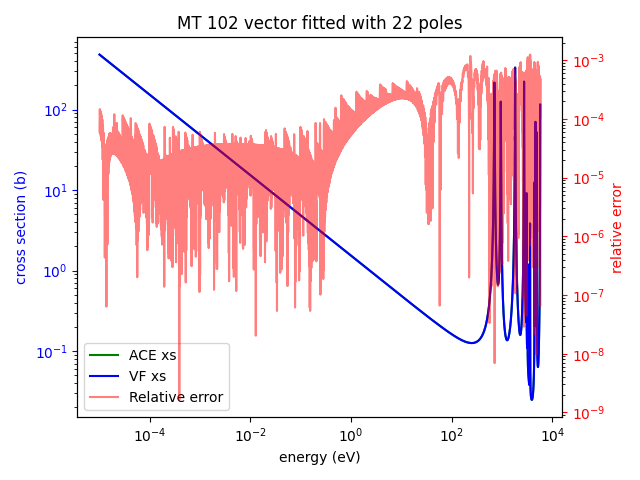 MT 102 vector fitted with 22 poles
cross section (b)
10² 10¹ 10⁰ 10⁻¹
ACE xs
VF xs
Relative error
10⁻³ 10⁻⁴ 10⁻⁵ 10⁻⁶ 10⁻⁷ 10⁻⁸ 10⁻⁹
relative error
10⁻⁴ 10⁻² 10⁰ 10² 10⁴
energy (eV)